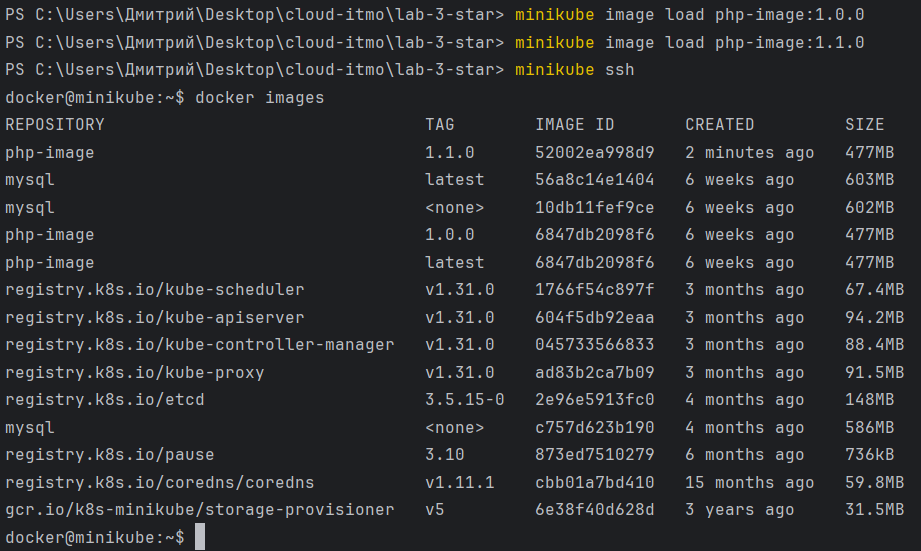 PS C:\Users\Дмитрий\Desktop\cloud-itmo\lab-3-star> minikube image load php-image:1.0.0
PS C:\Users\Дмитрий\Desktop\cloud-itmo\lab-3-star> minikube image load php-image:1.1.0
PS C:\Users\Дмитрий\Desktop\cloud-itmo\lab-3-star> minikube ssh
docker@minikube:~$ docker images
REPOSITORY TAG IMAGE ID CREATED SIZE
php-image 1.1.0 52002ea998d9 2 minutes ago 477MB
mysql latest 56a8c14e1404 6 weeks ago 603MB
mysql <none> 10db11fef9ce 6 weeks ago 602MB
php-image 1.0.0 6847db2098f6 6 weeks ago 477MB
php-image latest 6847db2098f6 6 weeks ago 477MB
registry.k8s.io/kube-scheduler v1.31.0 1766f54c897f 3 months ago 67.4MB
registry.k8s.io/kube-apiserver v1.31.0 604f5db92eaa 3 months ago 94.2MB
registry.k8s.io/kube-controller-manager v1.31.0 045733566833 3 months ago 88.4MB
registry.k8s.io/kube-proxy v1.31.0 ad83b2ca7b09 3 months ago 91.5MB
registry.k8s.io/etcd 3.5.15-0 2e96e5913fc0 4 months ago 148MB
mysql <none> c757d623b190 4 months ago 586MB
registry.k8s.io/pause 3.10 873ed7510279 6 months ago 736kB
registry.k8s.io/coredns/coredns v1.11.1 cbb01a7bd410 15 months ago 59.8MB
gcr.io/k8s-minikube/storage-provisioner v5 6e38f40d628d 3 years ago 31.5MB
docker@minikube:~$